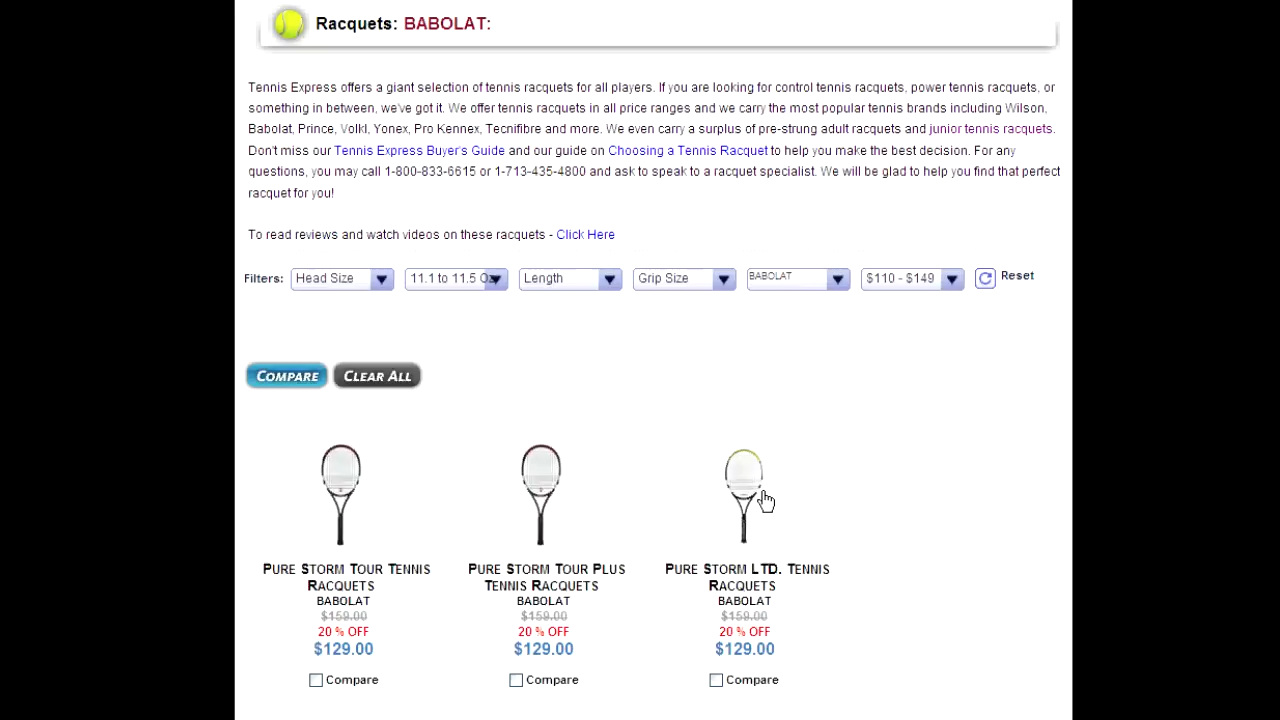 Racquets: BABOLAT:
Tennis Express offers a giant selection of tennis racquets for all players. If you are looking for control tennis racquets, power tennis racquets, or
something in between, we've got it. We offer tennis racquets in all price ranges and we carry the most popular tennis brands including Wilson,
Babolat, Prince, Volkl, Yonex, Pro Kennex, Tecnifibre and more. We even carry a surplus of pre-strung adult racquets and junior tennis racquets.
Don't miss our Tennis Express Buyer's Guide and our guide on Choosing a Tennis Racquet to help you make the best decision. For any
questions, you may call 1-800-833-6615 or 1-713-435-4800 and ask to speak to a racquet specialist. We will be glad to help you find that perfect
racquet for you!
To read reviews and watch videos on these racquets - Click Here
Filters: Head Size 11.1 to 11.5 Oz Length Grip Size BABOLAT $110 - $149 Reset
COMPARE CLEAR ALL
PURE STORM TOUR TENNIS
RACQUETS
BABOLAT
$159.00
20 % OFF
$129.00
Compare
PURE STORM TOUR PLUS
TENNIS RACQUETS
BABOLAT
$159.00
20 % OFF
$129.00
Compare
PURE STORM LTD. TENNIS
RACQUETS
BABOLAT
$159.00
20 % OFF
$129.00
Compare